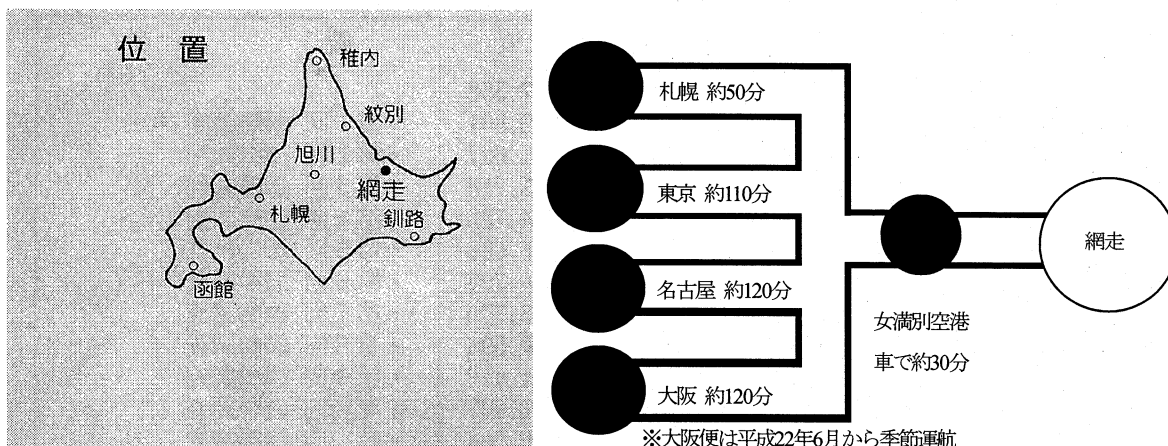 位 置
稚内
紋別
旭川
網走
札幌
釧路
函館
札幌 約50分
東京 約110分
名古屋 約120分
大阪 約120分
網走
女満別空港
車で約30分
※大阪便は平成22年6月から季節運航